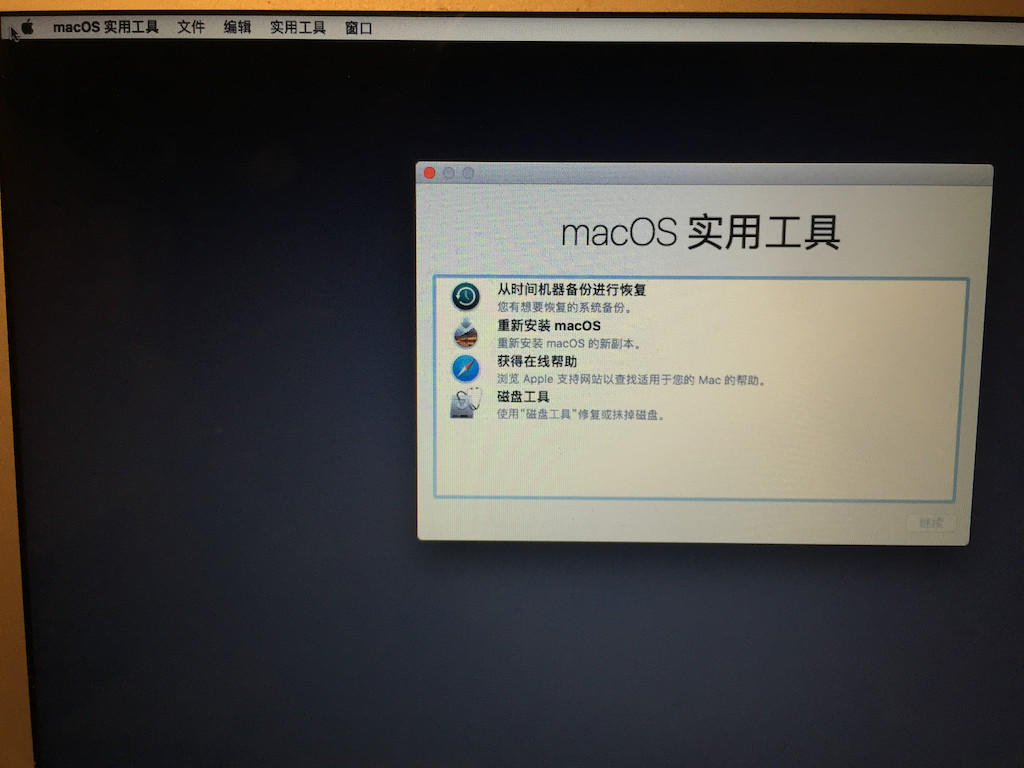 macOS 实用工具 文件 编辑 实用工具 窗口
macOS 实用工具
从时间机器备份进行恢复
您有想要恢复的系统备份。
重新安装 macOS
重新安装 macOS 的新副本。
获得在线帮助
浏览 Apple 支持网站以查找适用于您的 Mac 的帮助。
磁盘工具
使用“磁盘工具”修复或抹掉磁盘。
继续